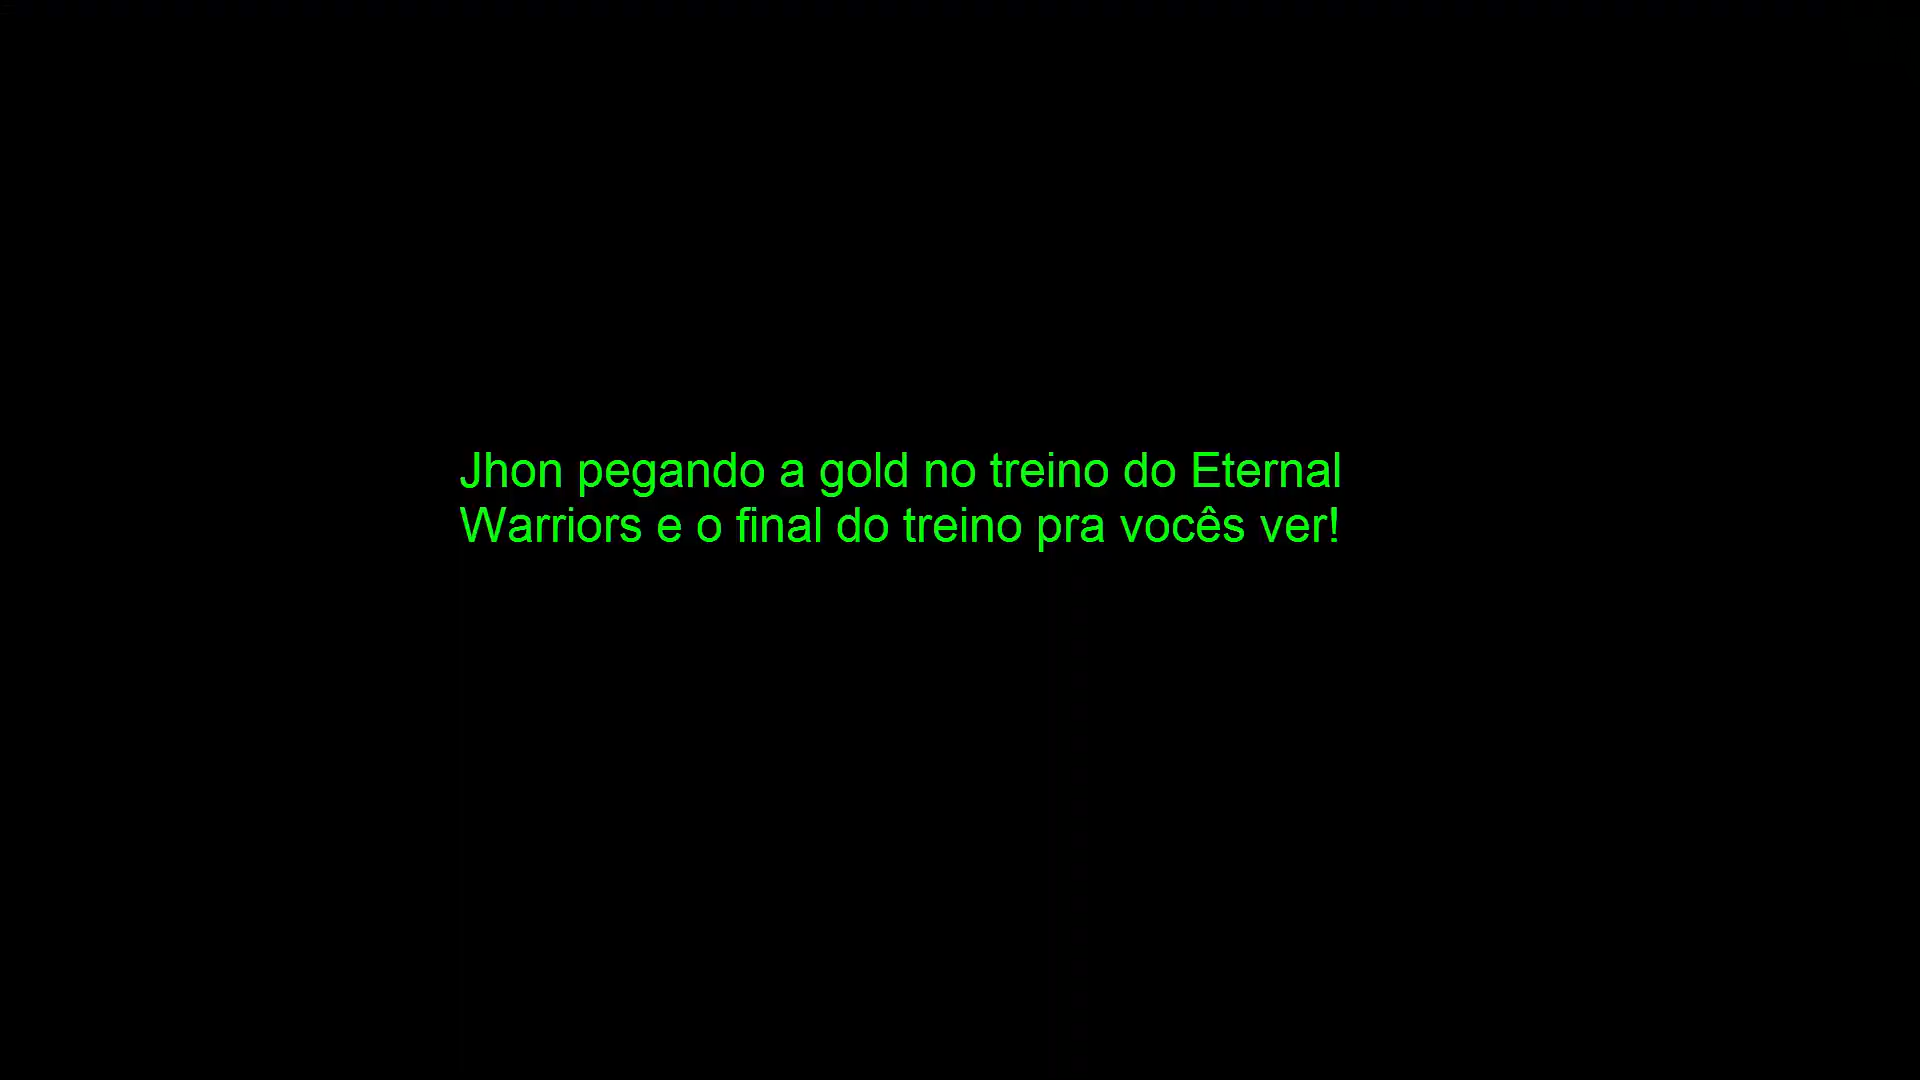 Jhon pegando a gold no treino do Eternal
Warriors e o final do treino pra vocês ver!